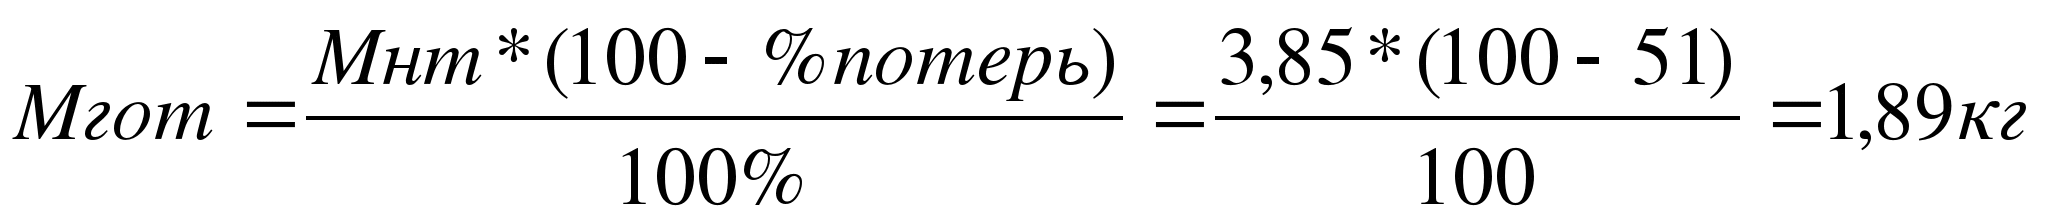 Мгот = Мнт*(100 - %потерь) / 100% = 3,85*(100 - 51) / 100 = 1,89кг